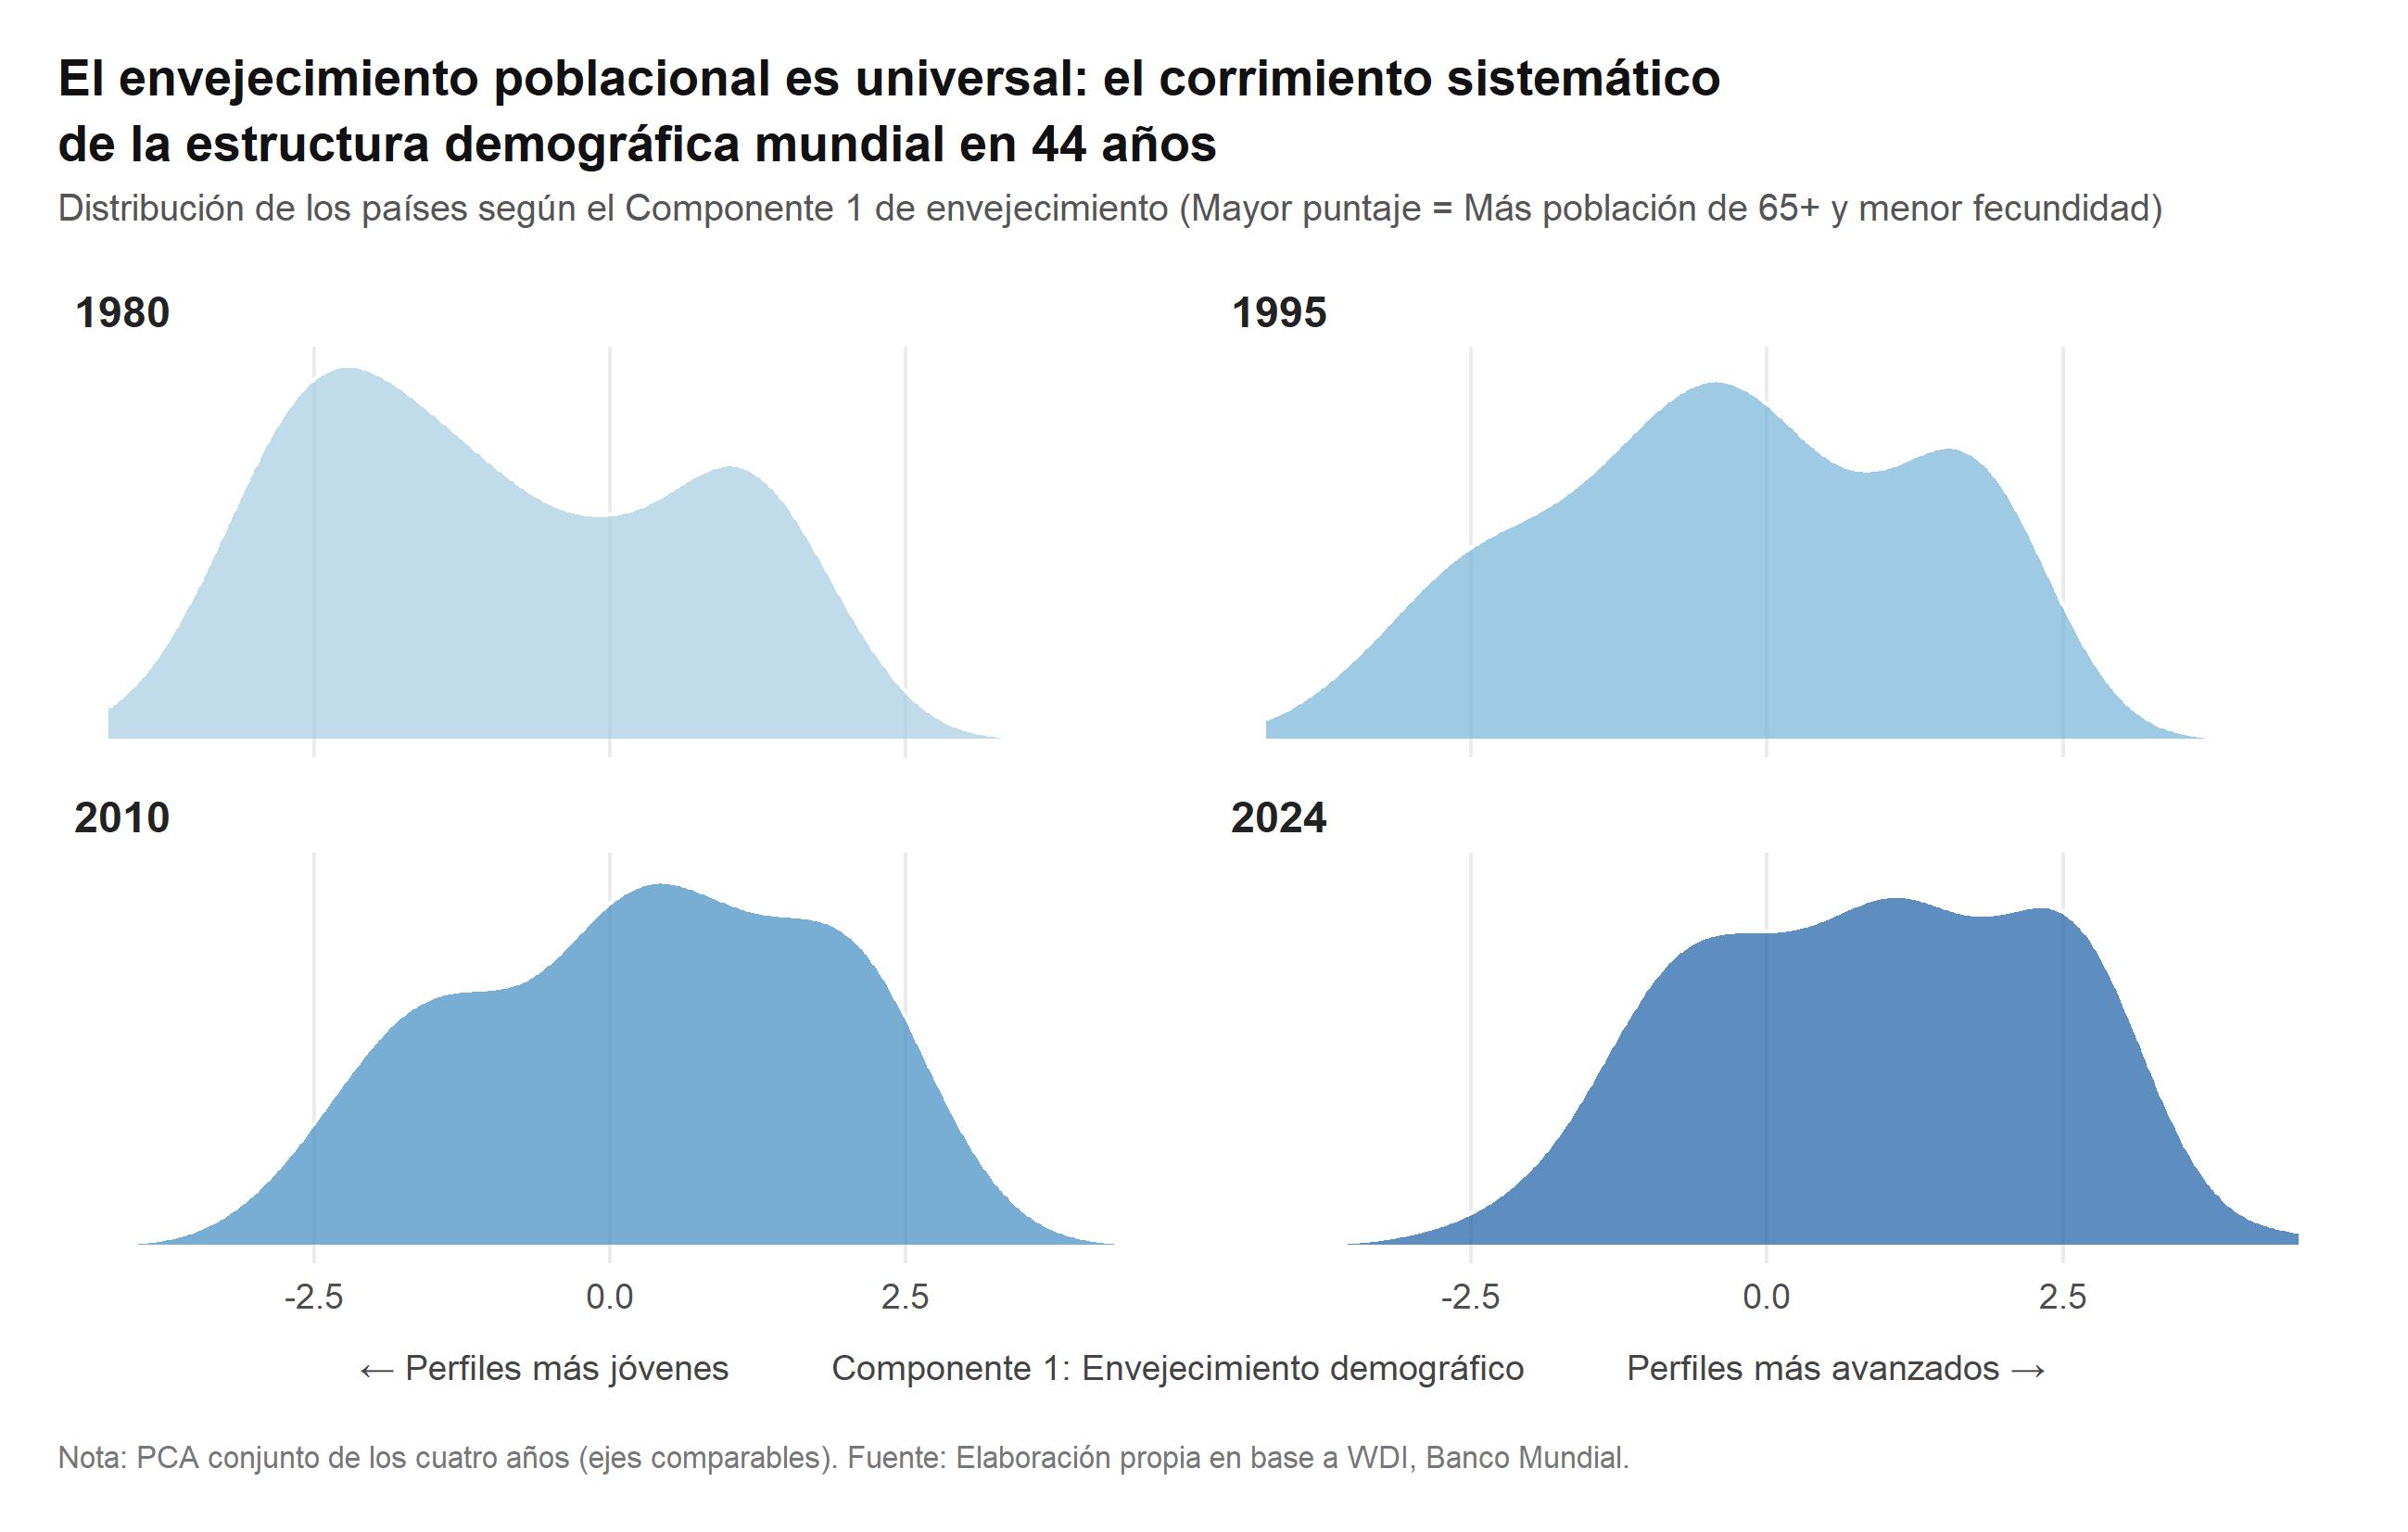 El envejecimiento poblacional es universal: el corrimiento sistemático
de la estructura demográfica mundial en 44 años
Distribución de los países según el Componente 1 de envejecimiento (Mayor puntaje = Más población de 65+ y menor fecundidad)
1980
1995
2010
2024
-2.5 0.0 2.5 -2.5 0.0 2.5
← Perfiles más jóvenes Componente 1: Envejecimiento demográfico Perfiles más avanzados →
Nota: PCA conjunto de los cuatro años (ejes comparables). Fuente: Elaboración propia en base a WDI, Banco Mundial.